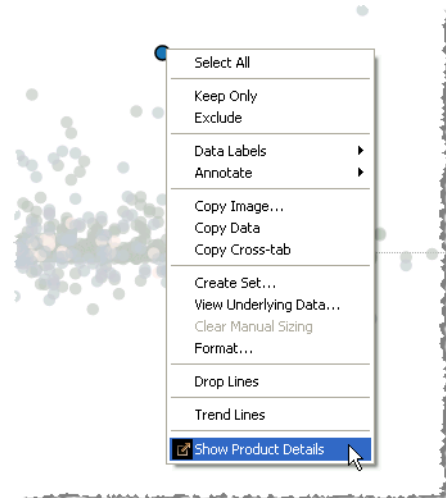 Select All
Keep Only
Exclude
Data Labels
Annotate
Copy Image...
Copy Data
Copy Cross-tab
Create Set...
View Underlying Data...
Clear Manual Sizing
Format...
Drop Lines
Trend Lines
Show Product Details